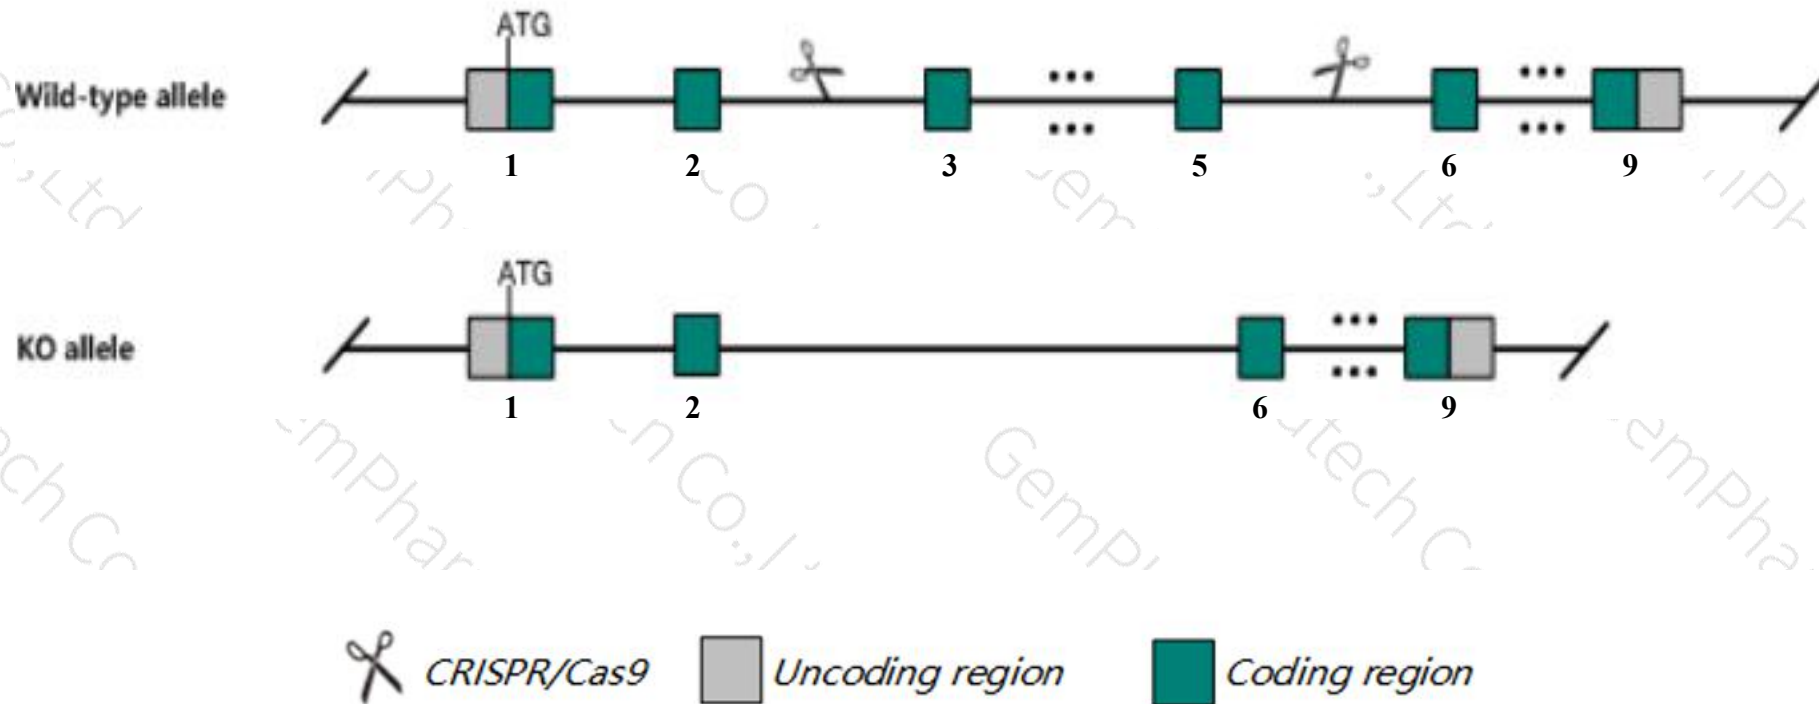 ATG
Wild-type allele
... ...
... ...
1 2 3 5 6 9
ATG
KO allele
...
...
1 2 6 9
CRISPR/Cas9 Uncoding region Coding region
GemPh